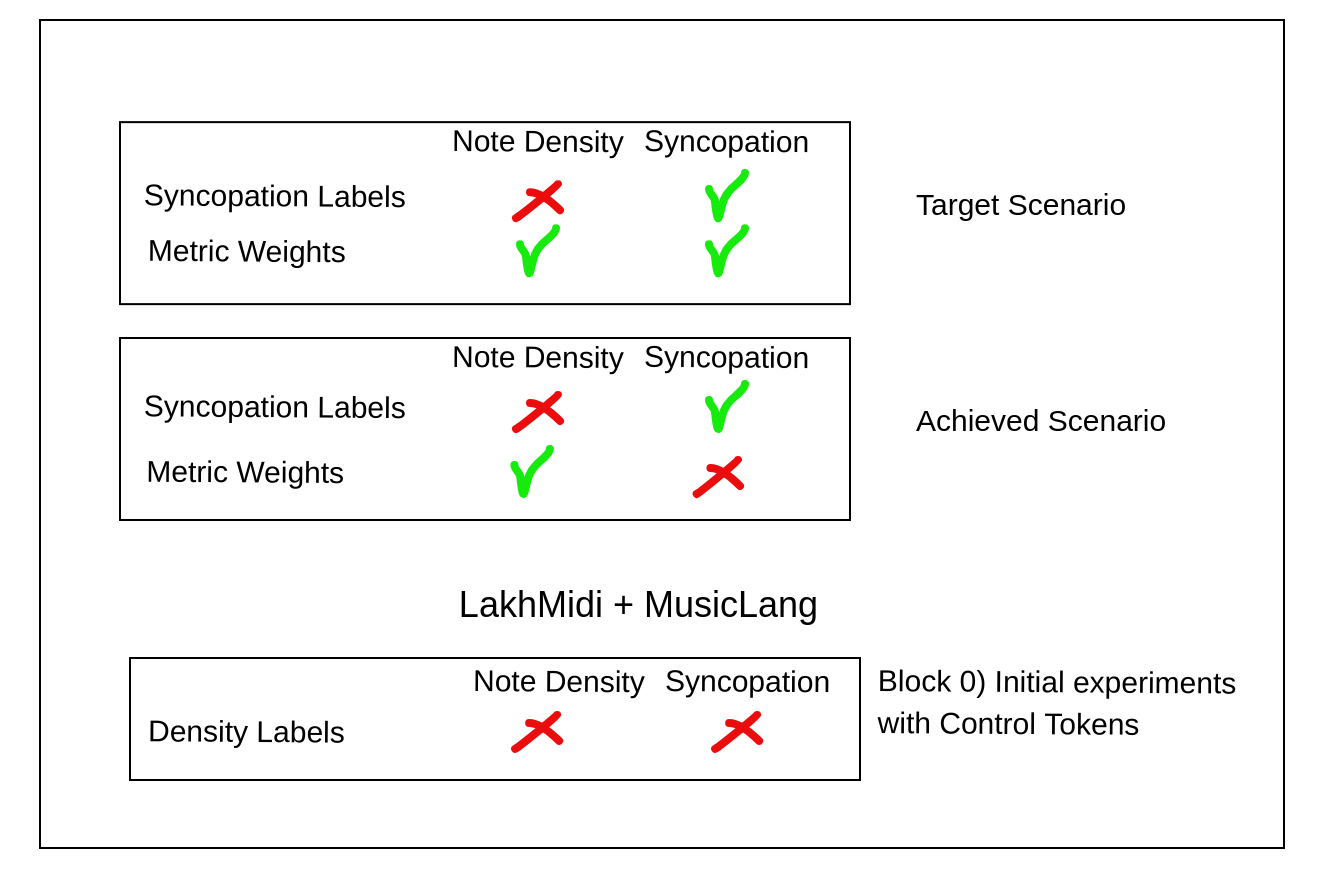 Note Density Syncopation
Syncopation Labels
Target Scenario
Metric Weights
Note Density Syncopation
Syncopation Labels
Achieved Scenario
Metric Weights
LakhMidi + MusicLang
Note Density Syncopation
Density Labels
Block 0) Initial experiments
with Control Tokens